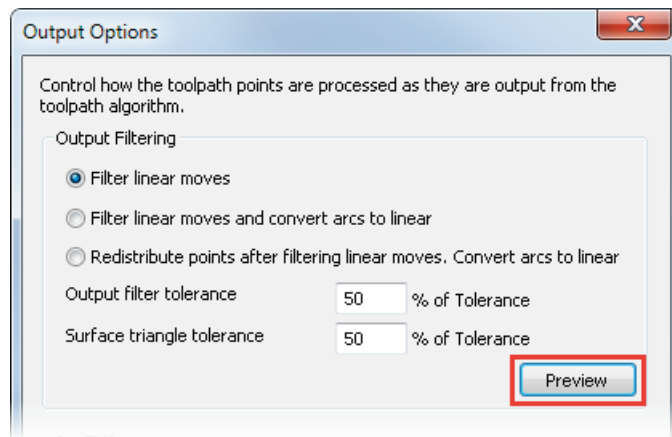 Output Options
Control how the toolpath points are processed as they are output from the
toolpath algorithm.
Output Filtering
Filter linear moves
Filter linear moves and convert arcs to linear
Redistribute points after filtering linear moves. Convert arcs to linear
Output filter tolerance 50 % of Tolerance
Surface triangle tolerance 50 % of Tolerance
Preview